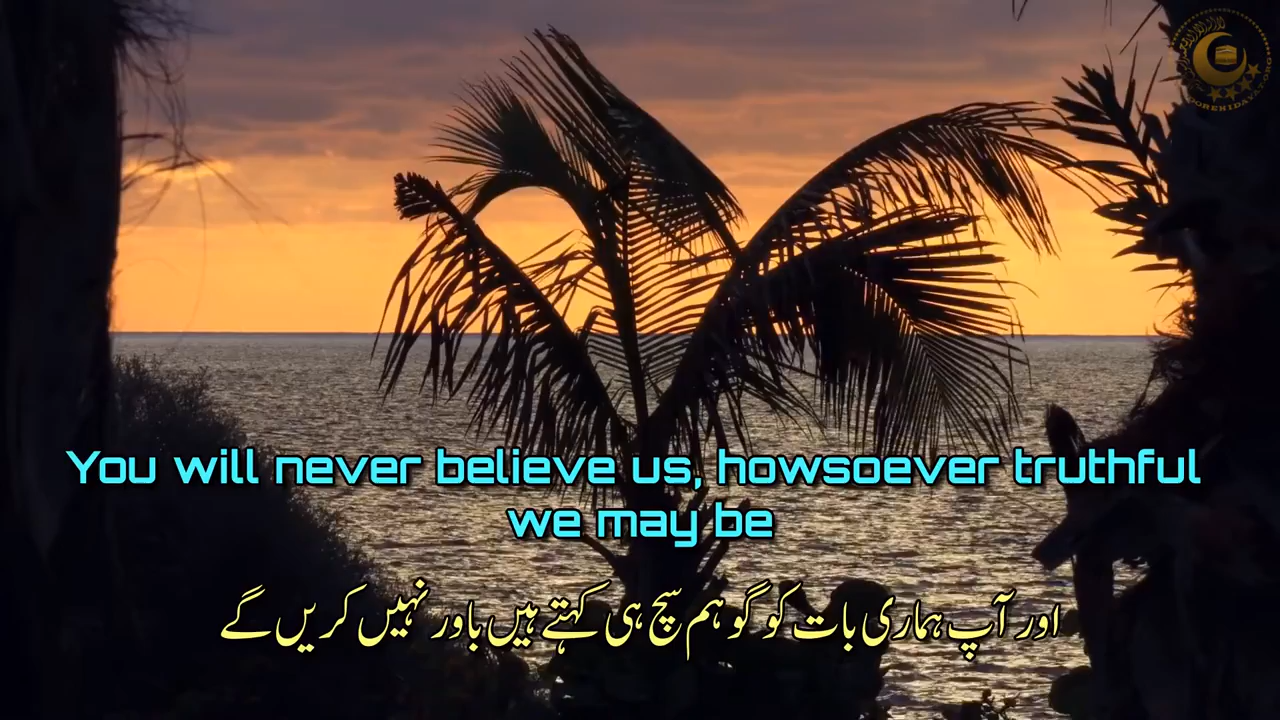 You will never believe us, howsoever truthful
we may be
اور آپ ہماری بات کو گو ہم سچ ہی کہتے ہیں باور نہیں کریں گے